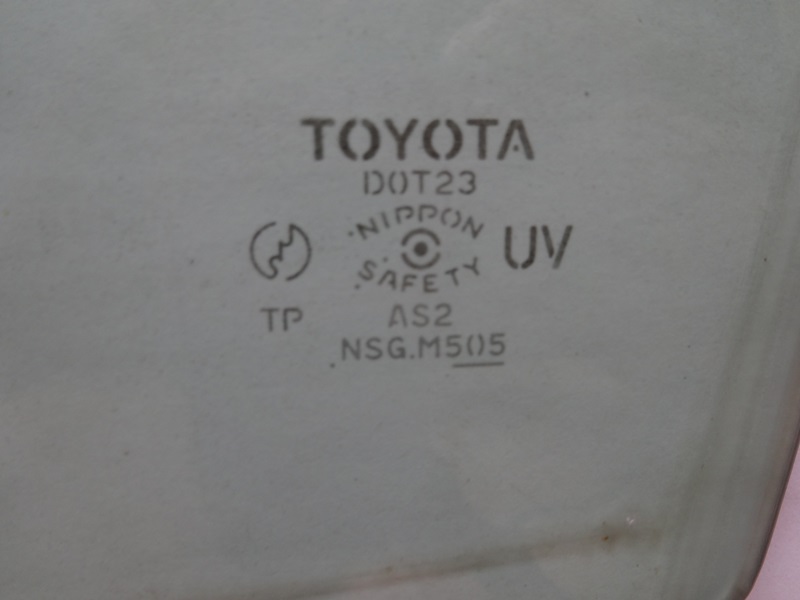 TOYOTA
DOT23
NIPPON
SAFETY
UV
TP
AS2
NSG.M505